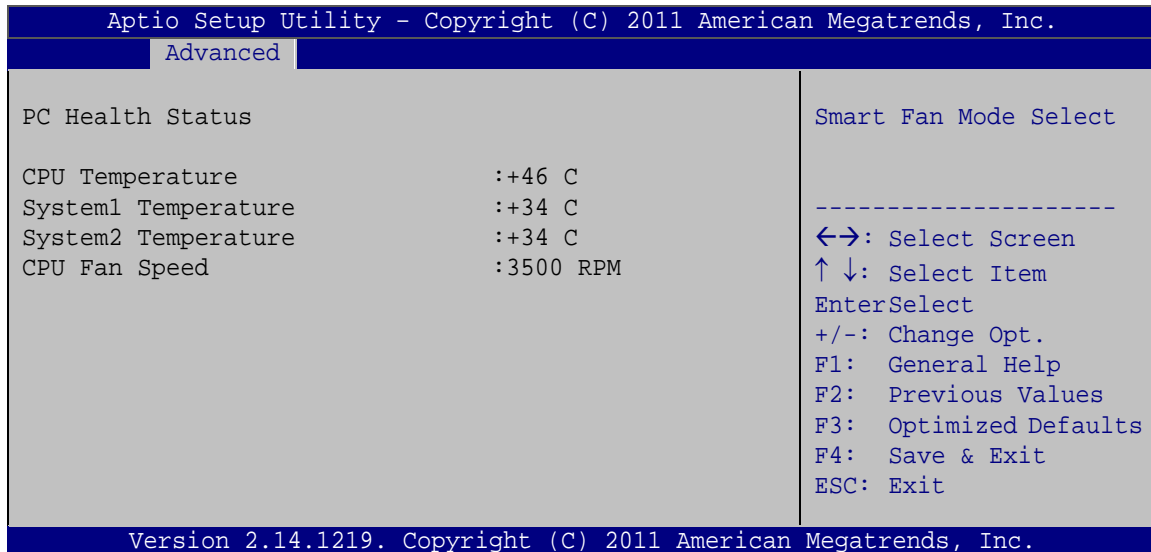 Aptio Setup Utility – Copyright (C) 2011 American Megatrends, Inc.
Advanced
PC Health Status
CPU Temperature :+46 C
System1 Temperature :+34 C
System2 Temperature :+34 C
CPU Fan Speed :3500 RPM
Smart Fan Mode Select
---------------------
←→: Select Screen
↑ ↓: Select Item
EnterSelect
+/-: Change Opt.
F1: General Help
F2: Previous Values
F3: Optimized Defaults
F4: Save & Exit
ESC: Exit
Version 2.14.1219. Copyright (C) 2011 American Megatrends, Inc.